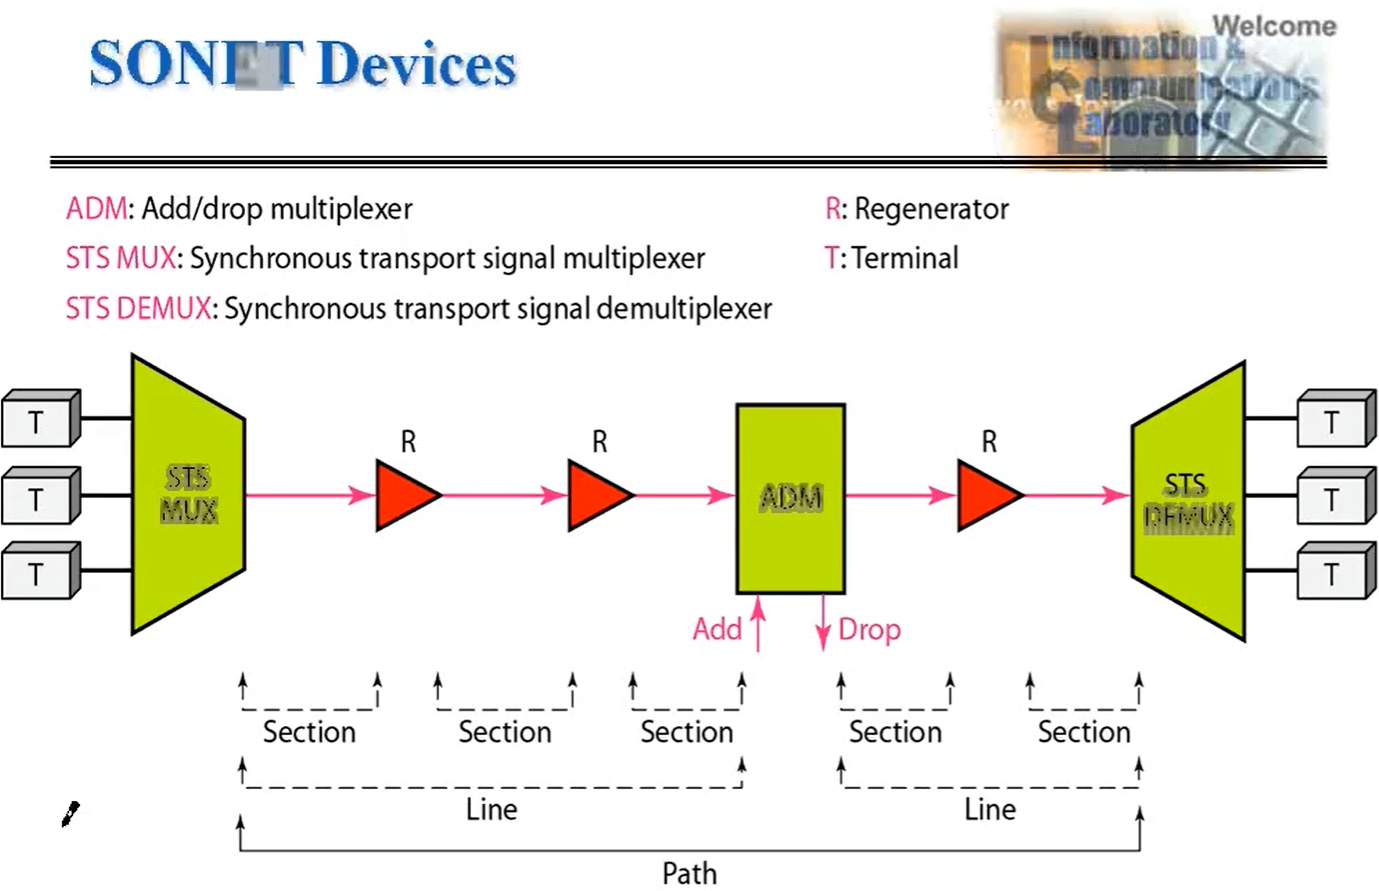 SONET Devices
Welcome
Information &
Communications
Laboratory
ADM: Add/drop multiplexer
R: Regenerator
STS MUX: Synchronous transport signal multiplexer
T: Terminal
STS DEMUX: Synchronous transport signal demultiplexer
T
T
T
STS
MUX
R
R
ADM
R
STS
DEMUX
T
T
T
Add
Drop
Section
Section
Section
Section
Section
Line
Line
Path